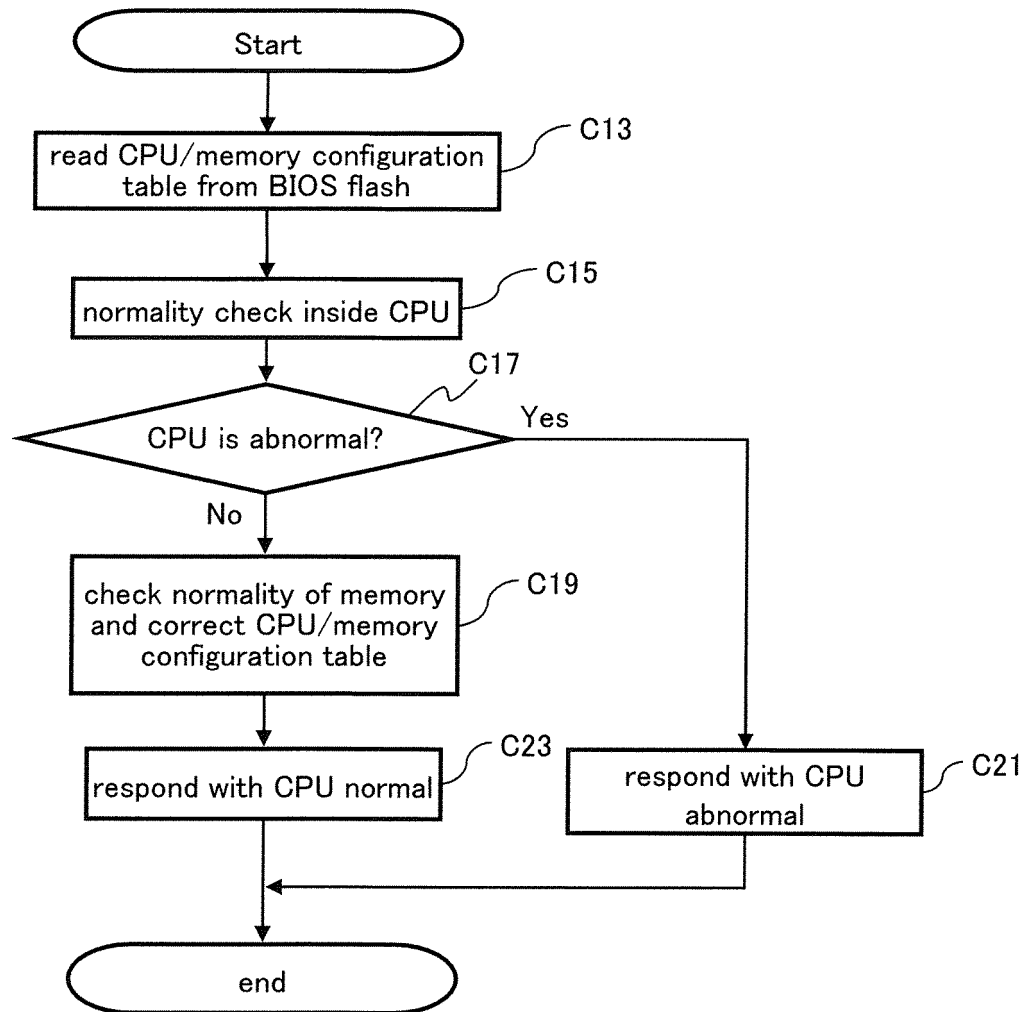 Start
C13
read CPU/memory configuration
table from BIOS flash
C15
normality check inside CPU
C17
CPU is abnormal?
Yes
No
C19
check normality of memory
and correct CPU/memory
configuration table
C23
respond with CPU normal
C21
respond with CPU
abnormal
end